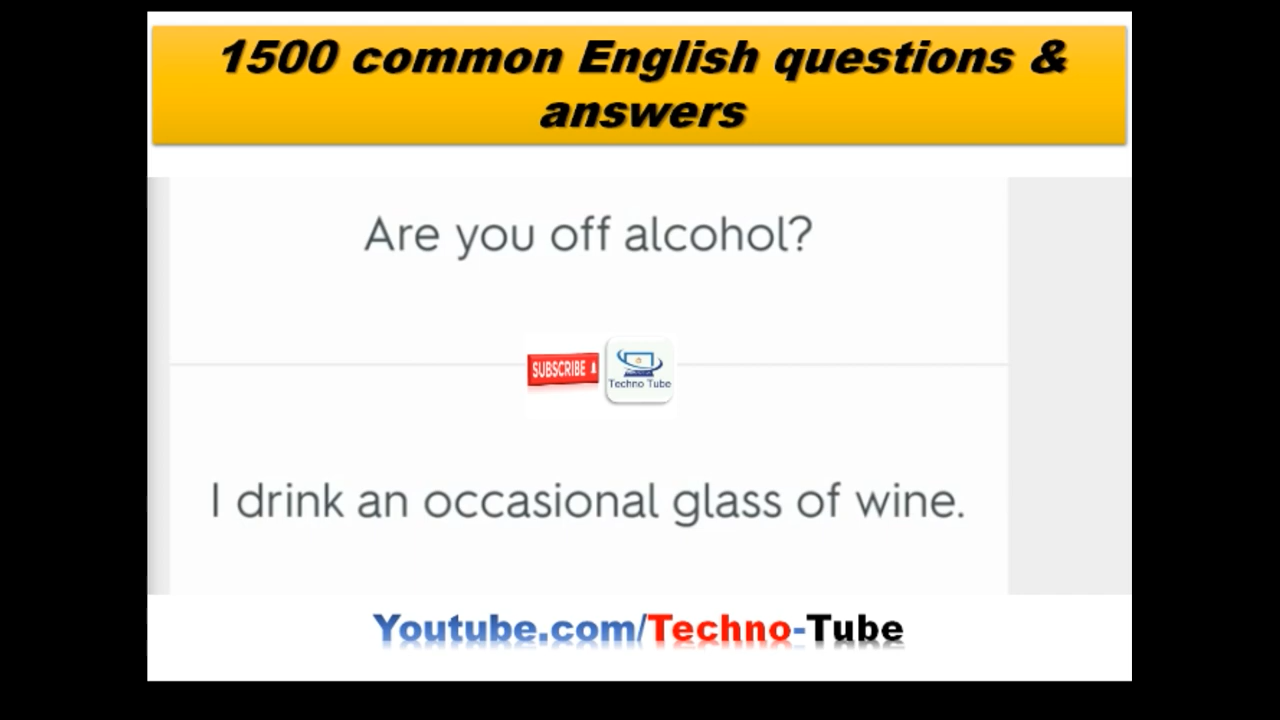 1500 common English questions &
answers
Are you off alcohol?
SUBSCRIBE
Techno Tube
I drink an occasional glass of wine.
Youtube.com/Techno-Tube